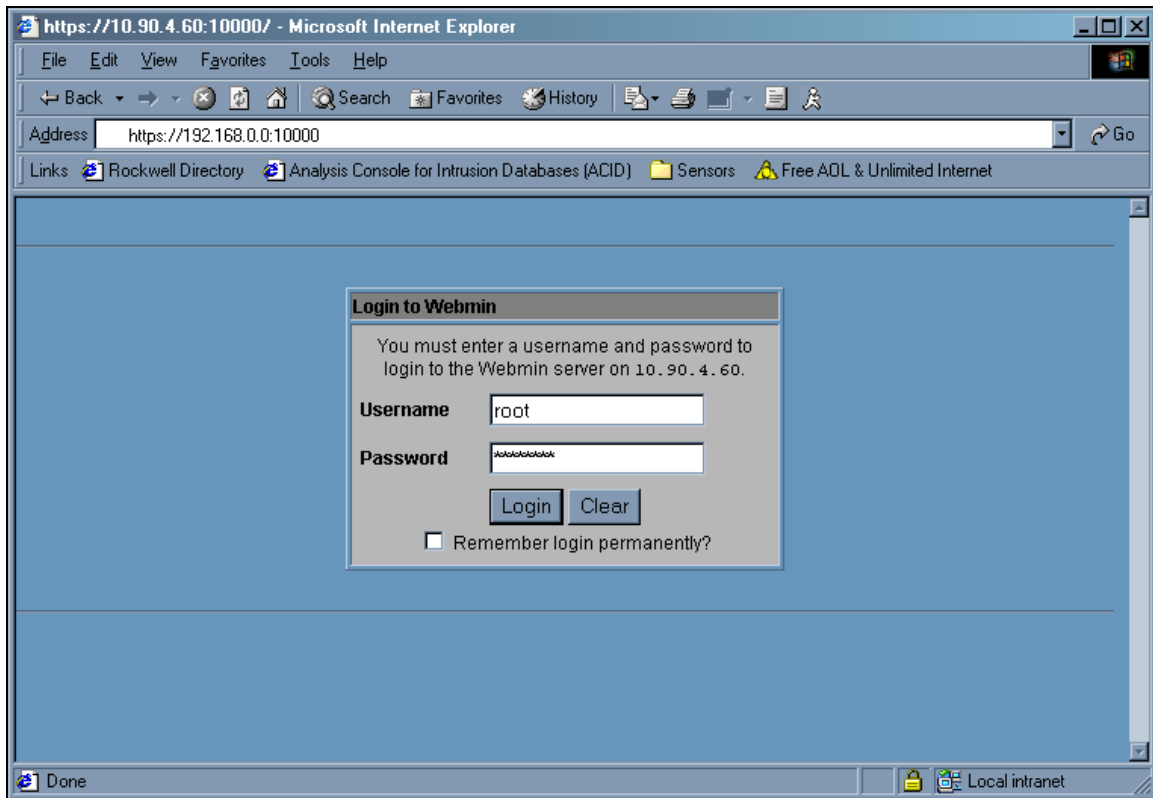 https://10.90.4.60:10000/ - Microsoft Internet Explorer
File Edit View Favorites Tools Help
Back Search Favorites History
Address https://192.168.0.0:10000 Go
Links Rockwell Directory Analysis Console for Intrusion Databases (ACID) Sensors Free AOL & Unlimited Internet
Login to Webmin
You must enter a username and password to
login to the Webmin server on 10.90.4.60.
Username root
Password *********
Login Clear
Remember login permanently?
Done Local intranet